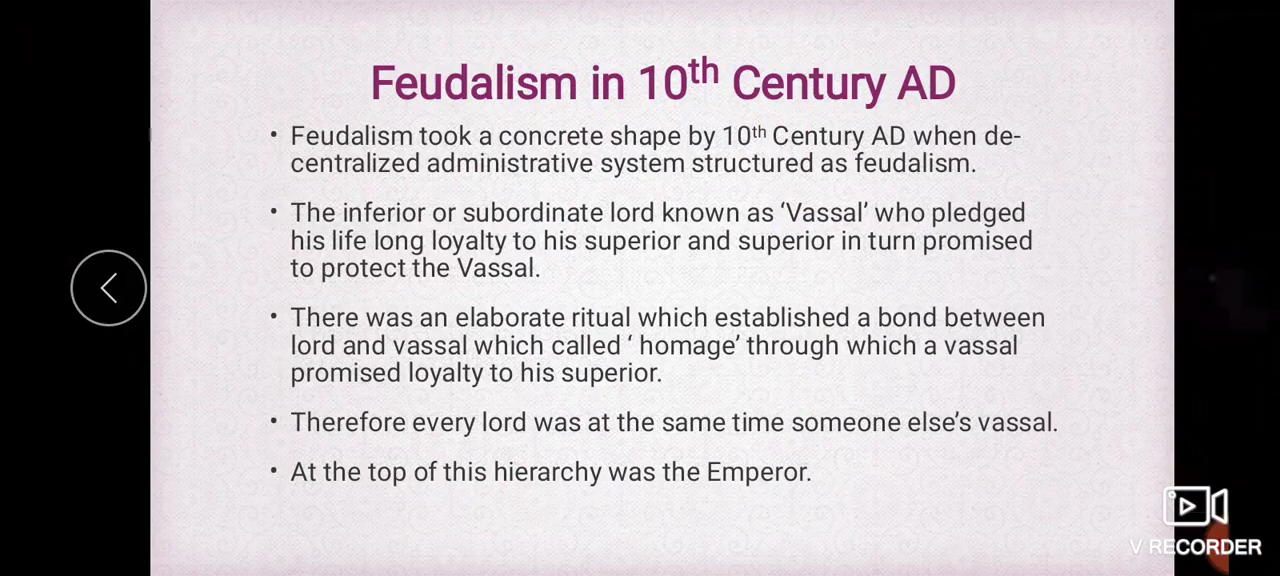 Feudalism in 10th Century AD
• Feudalism took a concrete shape by 10th Century AD when de-
centralized administrative system structured as feudalism.
• The inferior or subordinate lord known as ‘Vassal’ who pledged
his life long loyalty to his superior and superior in turn promised
to protect the Vassal.
• There was an elaborate ritual which established a bond between
lord and vassal which called ‘ homage’ through which a vassal
promised loyalty to his superior.
• Therefore every lord was at the same time someone else’s vassal.
• At the top of this hierarchy was the Emperor.
V RECORDER